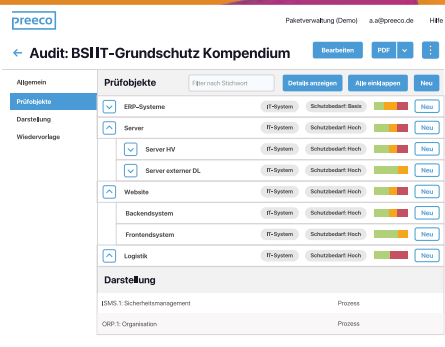 preeco
Paketverwaltung (Demo) a.a@preeco.de Hilfe
← Audit: BSI IT-Grundschutz Kompendium Bearbeiten PDF
Allgemein
Prüfobjekte
Darstellung
Wiedervorlage
Prüfobjekte Filter nach Stichwort Details anzeigen Alle einklappen Neu
ERP-Systeme IT-System Schutzbedarf: Basis Neu
Server IT-System Schutzbedarf: Hoch Neu
Server HV IT-System Schutzbedarf: Hoch Neu
Server externer DL IT-System Schutzbedarf: Hoch Neu
Website IT-System Schutzbedarf: Hoch Neu
Backendsystem IT-System Schutzbedarf: Hoch Neu
Frontendsystem IT-System Schutzbedarf: Hoch Neu
Logistik IT-System Schutzbedarf: Hoch Neu
Darstellung
ISMS.1: Sicherheitsmanagement Prozess
ORP.1: Organisation Prozess